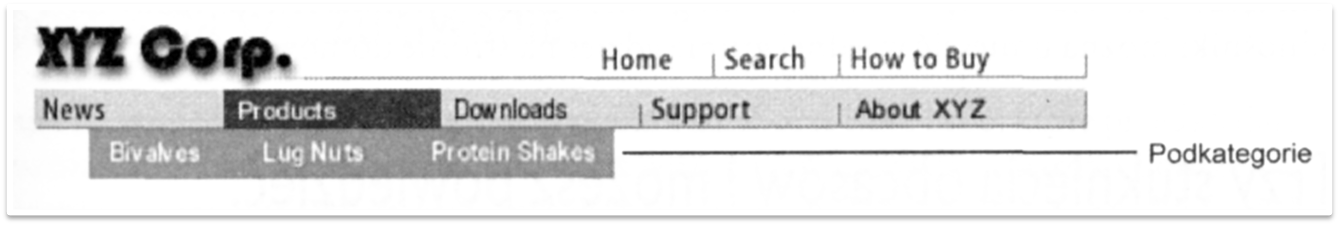 XYZ Corp.
Home Search How to Buy
News Products Downloads Support About XYZ
Bivalves Lug Nuts Protein Shakes Podkategorie